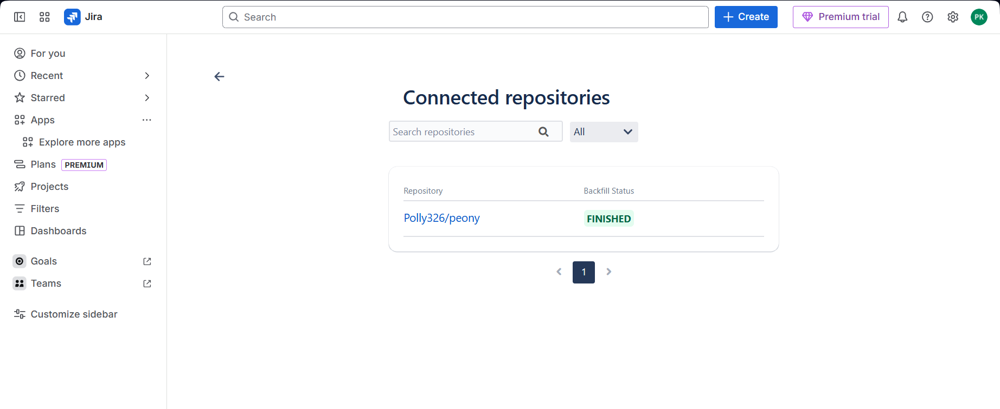 Jira
Search
Create
Premium trial
PK
For you
Recent
Starred
Apps
Explore more apps
Plans PREMIUM
Projects
Filters
Dashboards
Goals
Teams
Customize sidebar
Connected repositories
Search repositories
All
Repository Backfill Status
Polly326/peony FINISHED
1